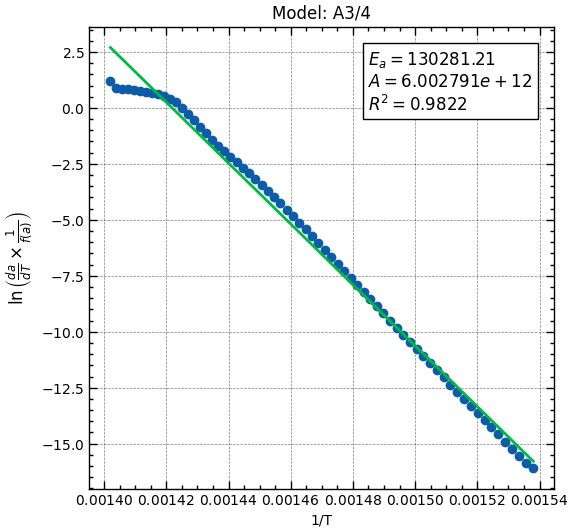 Model: A3/4
E_a = 130281.21
A = 6.002791e + 12
R^2 = 0.9822
ln(da/dT × 1/f(a))
2.5
0.0
−2.5
−5.0
−7.5
−10.0
−12.5
−15.0
0.00140 0.00142 0.00144 0.00146 0.00148 0.00150 0.00152 0.00154
1/T